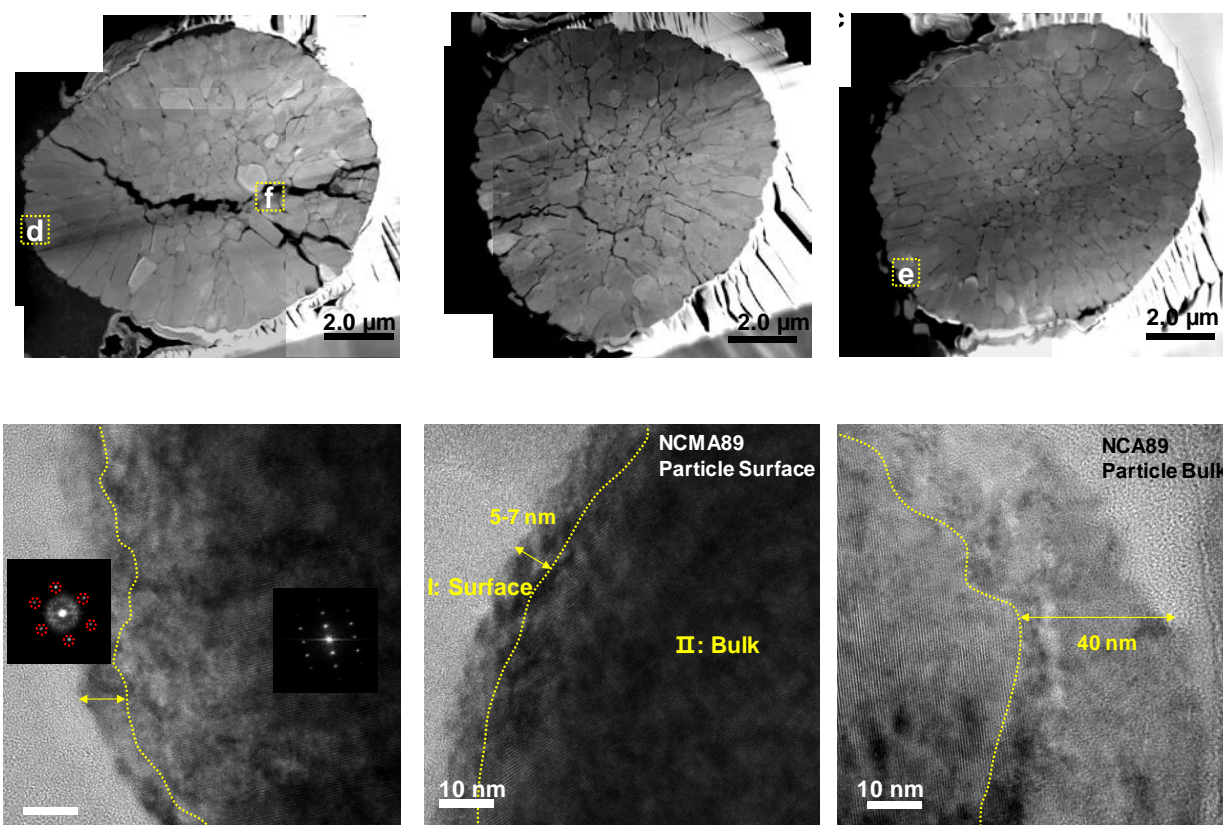 d
f
2.0 µm
2.0 µm
c
e
2.0 µm
5-7 nm
I: Surface
NCMA89
Particle Surface
II: Bulk
10 nm
NCA89
Particle Bulk
40 nm
10 nm